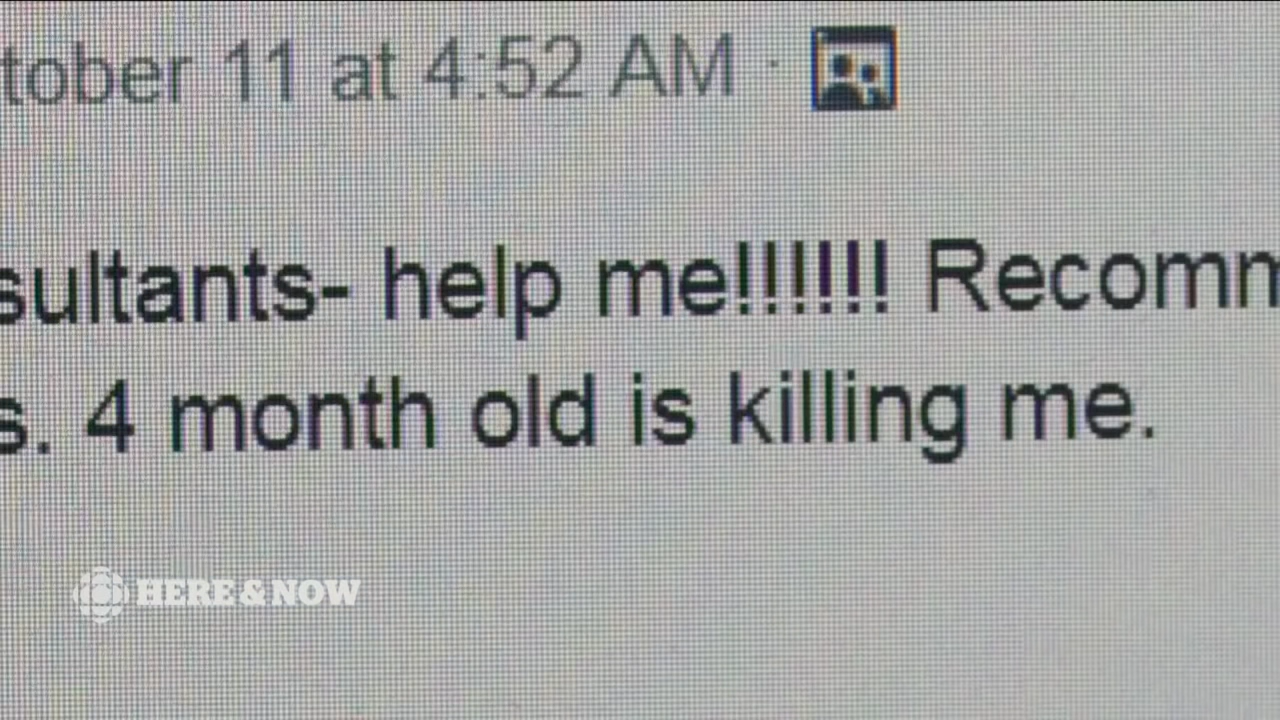 tober 11 at 4:52 AM ·
sultants- help me!!!!!! Recomm
s. 4 month old is killing me.
HERE & NOW